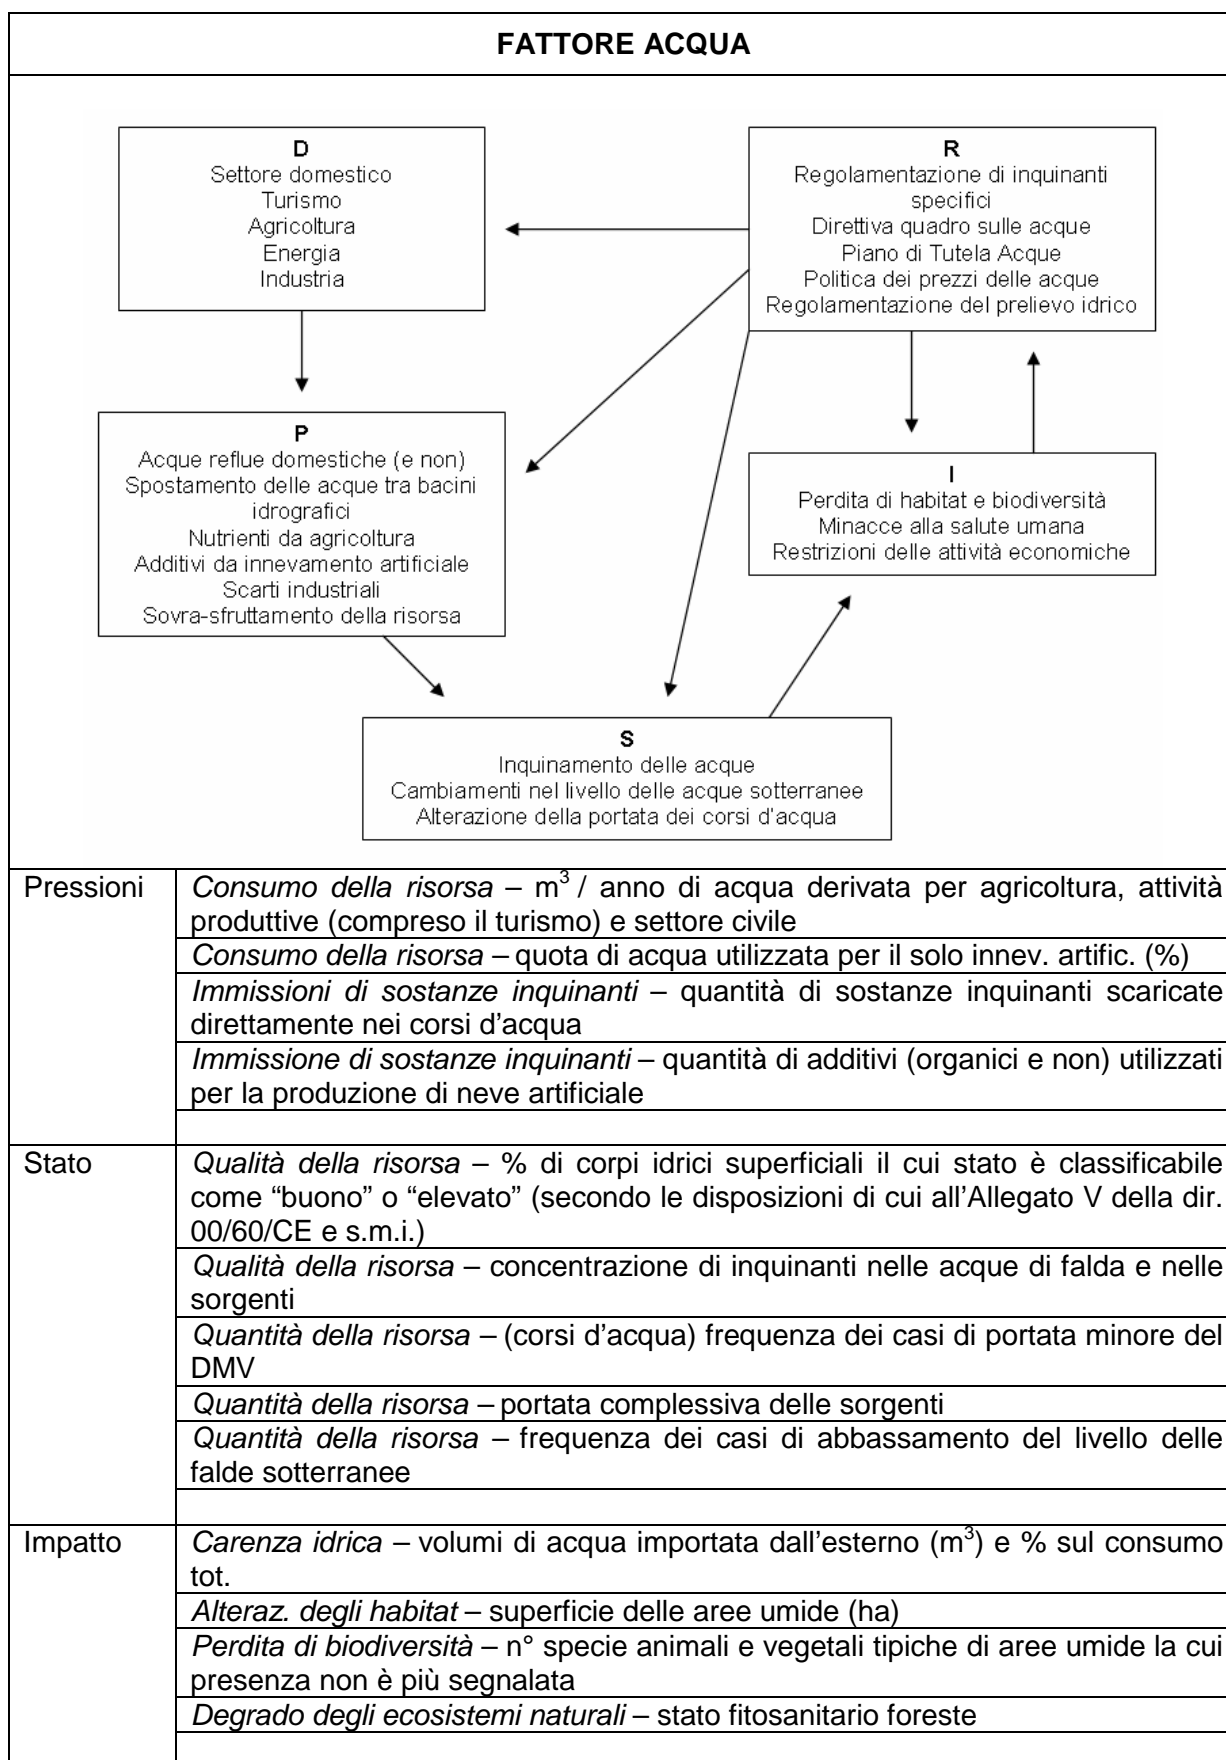 FATTORE ACQUA
D
Settore domestico
Turismo
Agricoltura
Energia
Industria
R
Regolamentazione di inquinanti
specifici
Direttiva quadro sulle acque
Piano di Tutela Acque
Politica dei prezzi delle acque
Regolamentazione del prelievo idrico
P
Acque reflue domestiche (e non)
Spostamento delle acque tra bacini
idrografici
Nutrienti da agricoltura
Additivi da innevamento artificiale
Scarti industriali
Sovra-sfruttamento della risorsa
I
Perdita di habitat e biodiversità
Minacce alla salute umana
Restrizioni delle attività economiche
S
Inquinamento delle acque
Cambiamenti nel livello delle acque sotterranee
Alterazione della portata dei corsi d'acqua
Pressioni
Consumo della risorsa – m³ / anno di acqua derivata per agricoltura, attività
produttive (compreso il turismo) e settore civile
Consumo della risorsa – quota di acqua utilizzata per il solo innev. artific. (%)
Immissioni di sostanze inquinanti – quantità di sostanze inquinanti scaricate
direttamente nei corsi d'acqua
Immissione di sostanze inquinanti – quantità di additivi (organici e non) utilizzati
per la produzione di neve artificiale
Stato
Qualità della risorsa – % di corpi idrici superficiali il cui stato è classificabile
come “buono” o “elevato” (secondo le disposizioni di cui all’Allegato V della dir.
00/60/CE e s.m.i.)
Qualità della risorsa – concentrazione di inquinanti nelle acque di falda e nelle
sorgenti
Quantità della risorsa – (corsi d’acqua) frequenza dei casi di portata minore del
DMV
Quantità della risorsa – portata complessiva delle sorgenti
Quantità della risorsa – frequenza dei casi di abbassamento del livello delle
falde sotterranee
Impatto
Carenza idrica – volumi di acqua importata dall’esterno (m³) e % sul consumo
tot.
Alteraz. degli habitat – superficie delle aree umide (ha)
Perdita di biodiversità – n° specie animali e vegetali tipiche di aree umide la cui
presenza non è più segnalata
Degrado degli ecosistemi naturali – stato fitosanitario foreste